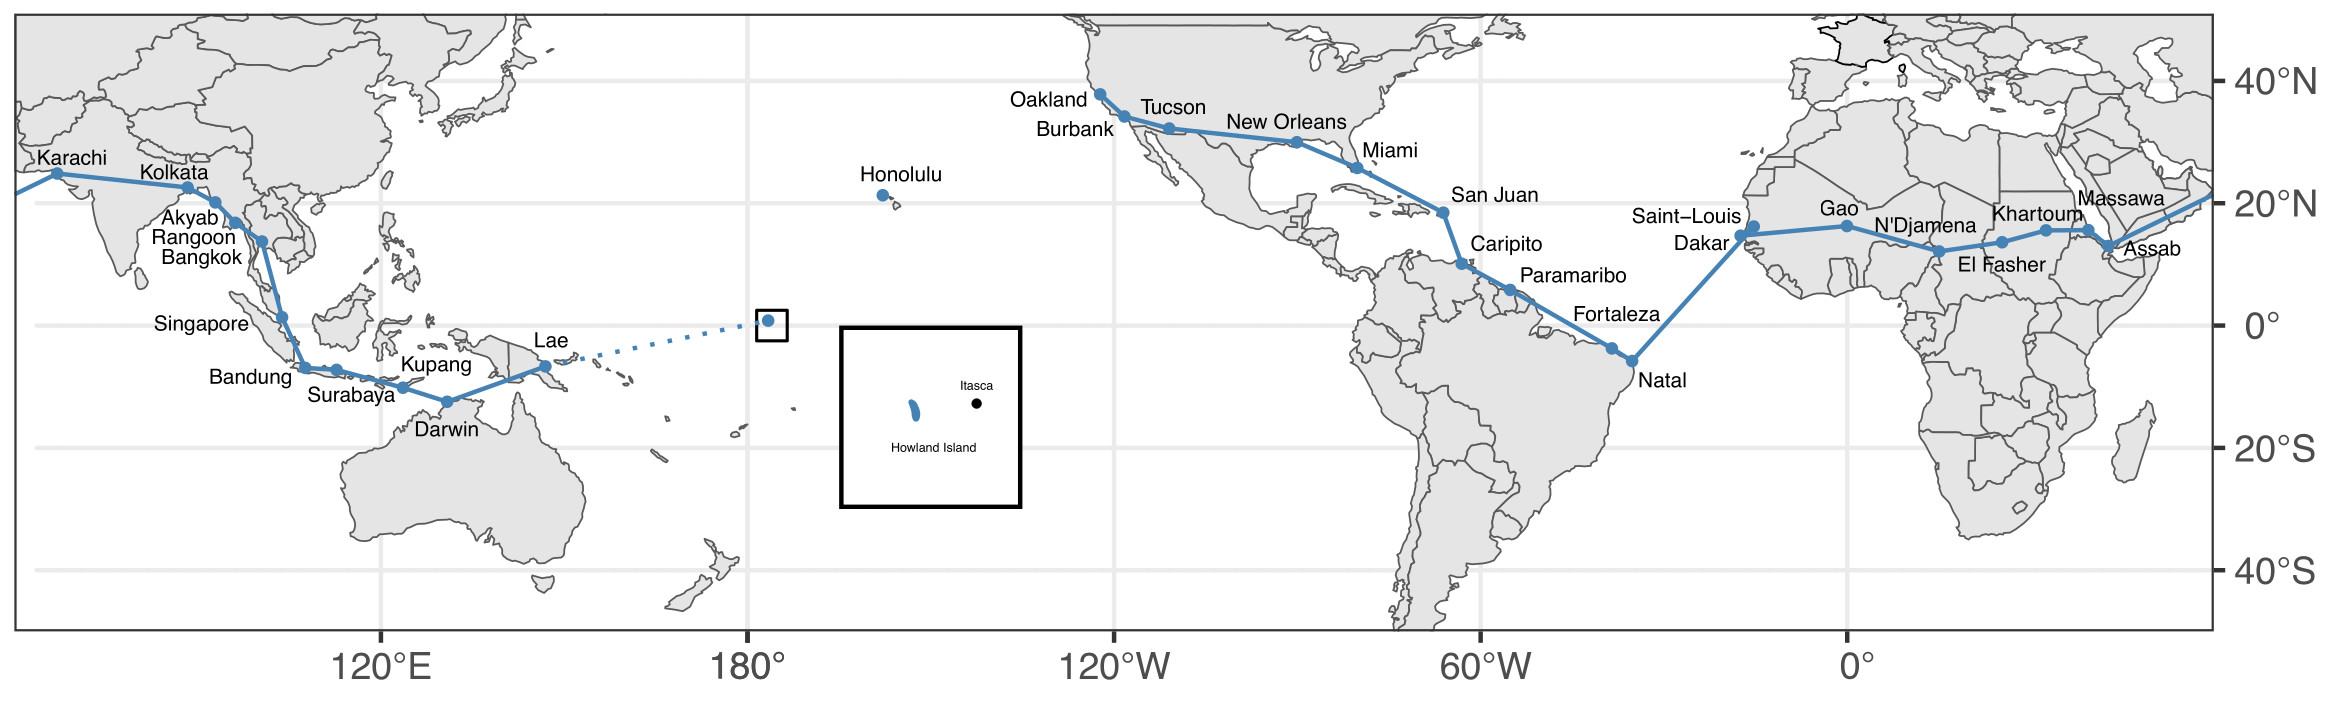 40°N
Oakland
Tucson
New Orleans
Burbank
Miami
Karachi
Kolkata
Honolulu
San Juan
Massawa
20°N
Akyab
Saint–Louis
Gao
Khartoum
N'Djamena
Rangoon
Dakar
Caripito
Assab
Bangkok
El Fasher
Paramaribo
Singapore
Fortaleza
0°
Lae
Kupang
Bandung
Natal
Surabaya
Itasca
Darwin
Howland Island
20°S
40°S
120°E
180°
120°W
60°W
0°